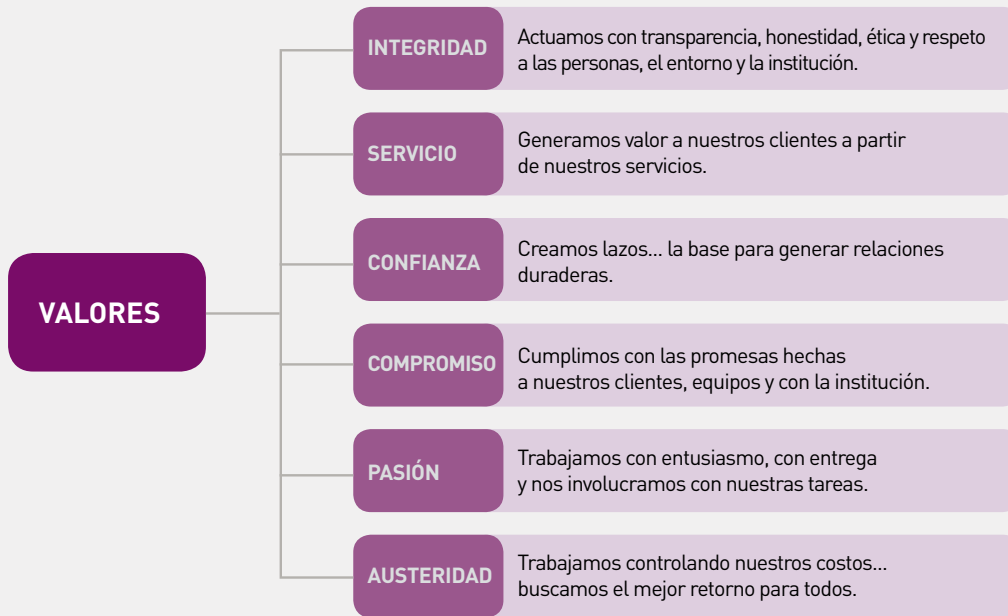 VALORES
INTEGRIDAD
Actuamos con transparencia, honestidad, ética y respeto
a las personas, el entorno y la institución.
SERVICIO
Generamos valor a nuestros clientes a partir
de nuestros servicios.
CONFIANZA
Creamos lazos... la base para generar relaciones
duraderas.
COMPROMISO
Cumplimos con las promesas hechas
a nuestros clientes, equipos y con la institución.
PASIÓN
Trabajamos con entusiasmo, con entrega
y nos involucramos con nuestras tareas.
AUSTERIDAD
Trabajamos controlando nuestros costos...
buscamos el mejor retorno para todos.